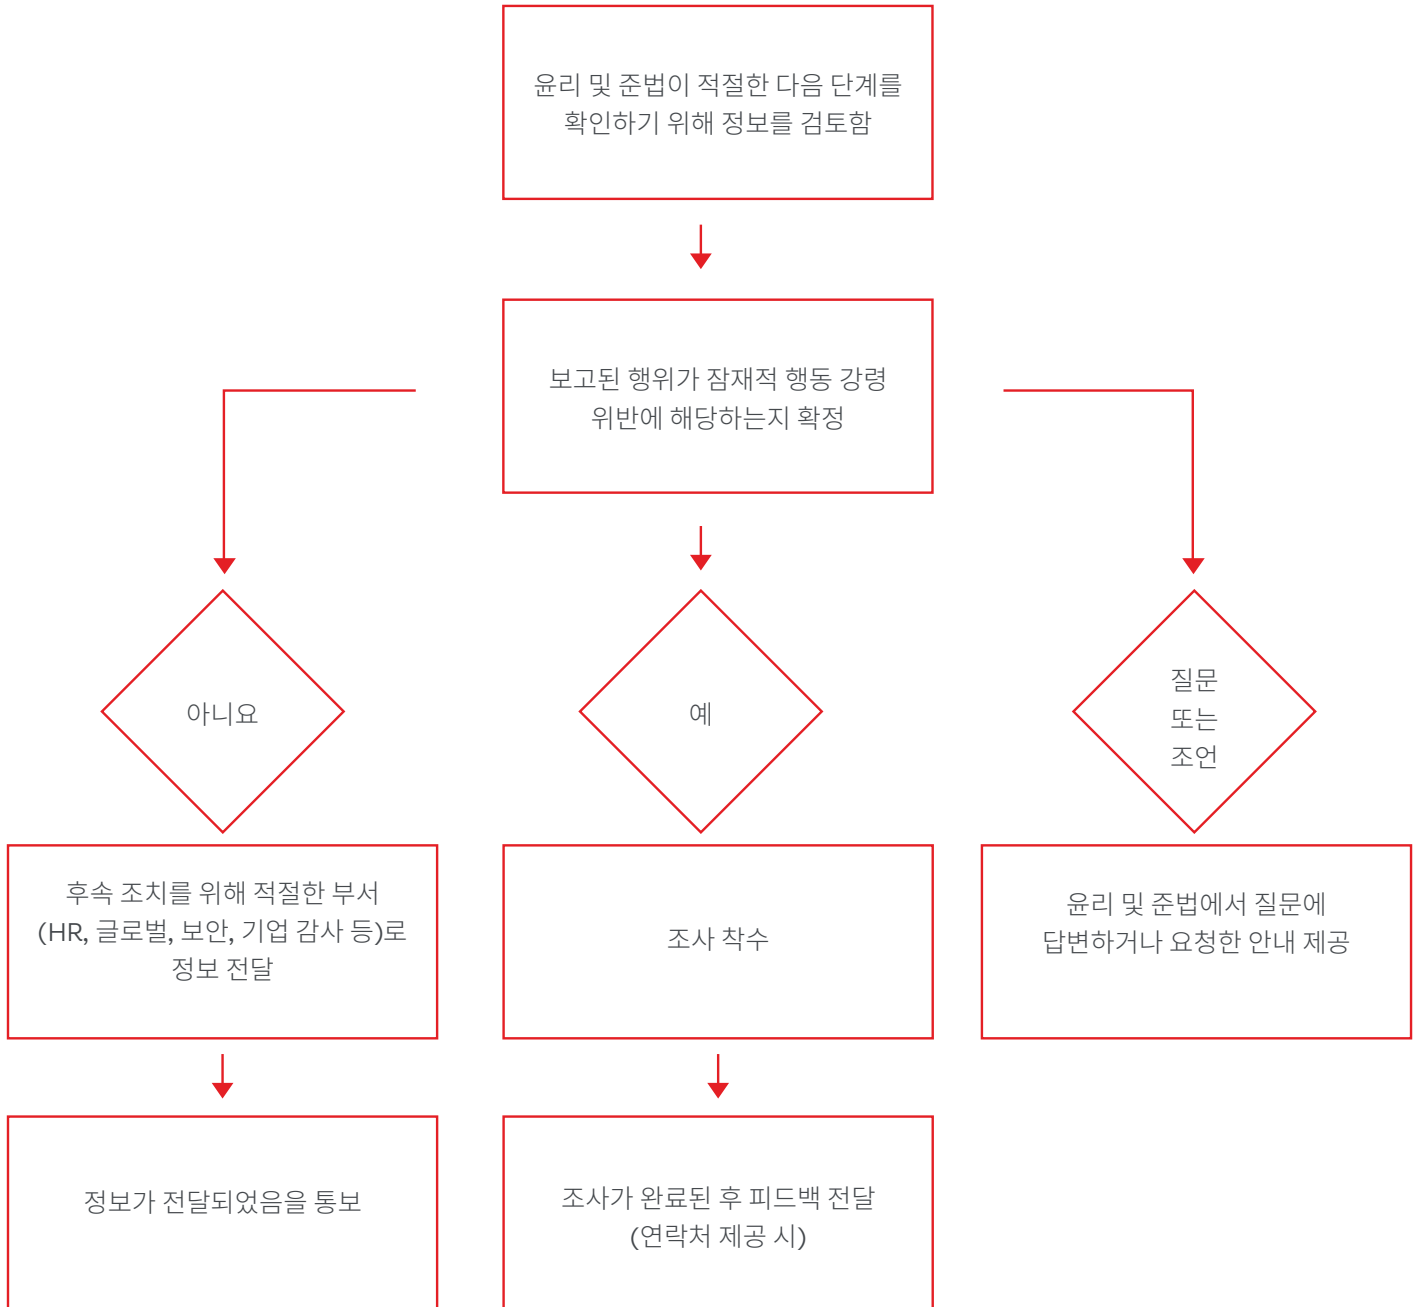 윤리 및 준법이 적절한 다음 단계를
확인하기 위해 정보를 검토함
보고된 행위가 잠재적 행동 강령
위반에 해당하는지 확정
아니요
예
질문
또는
조언
후속 조치를 위해 적절한 부서
(HR, 글로벌, 보안, 기업 감사 등)로
정보 전달
조사 착수
윤리 및 준법에서 질문에
답변하거나 요청한 안내 제공
정보가 전달되었음을 통보
조사가 완료된 후 피드백 전달
(연락처 제공 시)